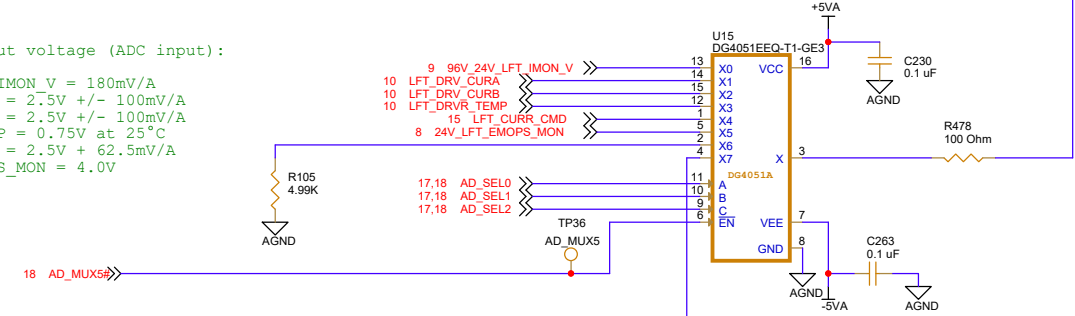 +5VA
ut voltage (ADC input):
IMON_V = 180mV/A
= 2.5V +/- 100mV/A
= 2.5V +/- 100mV/A
P = 0.75V at 25°C
= 2.5V + 62.5mV/A
S_MON = 4.0V
U15
DG4051EEQ-T1-GE3
9 96V_24V_LFT_IMON_V
10 LFT_DRV_CURA
10 LFT_DRV_CURB
10 LFT_DRVR_TEMP
15 LFT_CURR_CMD
8 24V_LFT_EMOPS_MON
13 X0
14 X1
15 X2
12 X3
1 X4
5 X5
2 X6
4 X7
VCC 16
X 3
DG4051A
C230
0.1 uF
AGND
R478
100 Ohm
R105
4.99K
AGND
17,18 AD_SEL0
17,18 AD_SEL1
17,18 AD_SEL2
11 A
10 B
9 C
6 EN
VEE 7
GND 8
TP36
AD_MUX5
18 AD_MUX5#
C263
0.1 uF
AGND
-5VA
AGND